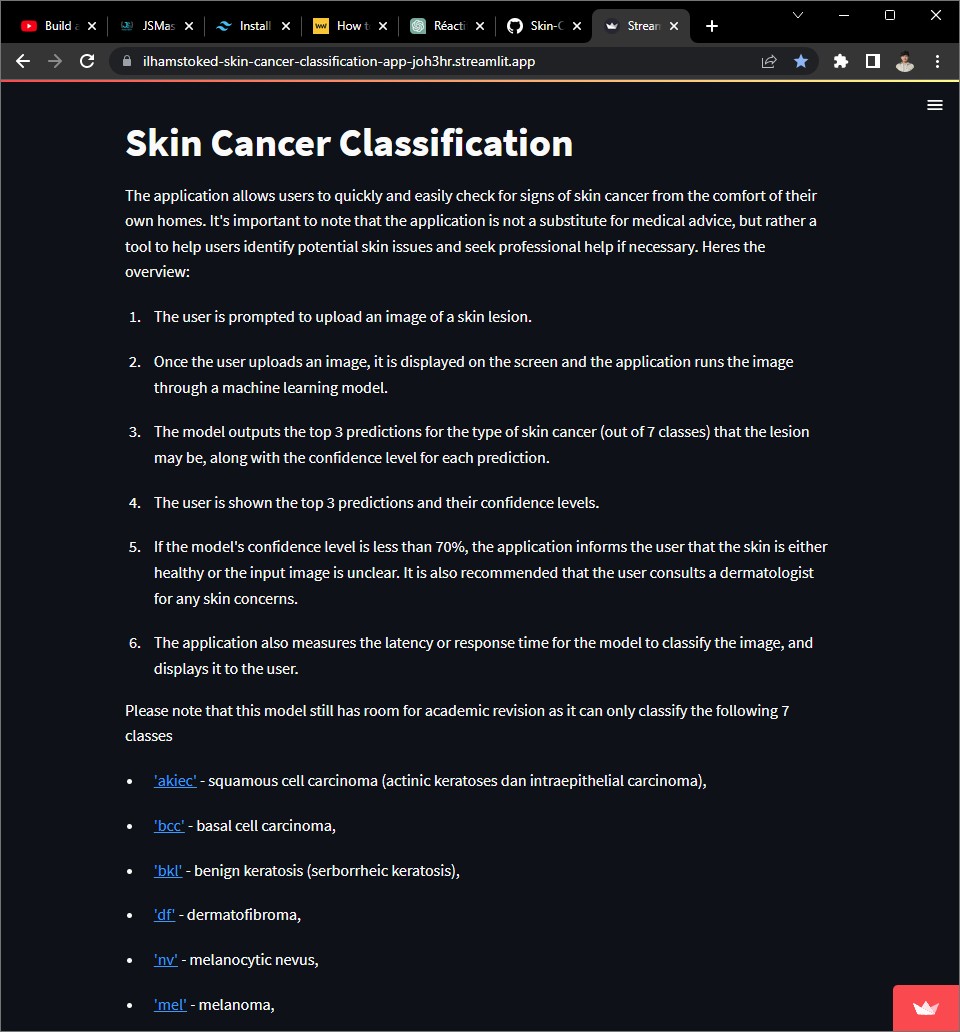 Build a
JSMas
Install
How to
Réacti
Skin-C
Stream
ilhamstoked-skin-cancer-classification-app-joh3hr.streamlit.app
Skin Cancer Classification
The application allows users to quickly and easily check for signs of skin cancer from the comfort of their
own homes. It's important to note that the application is not a substitute for medical advice, but rather a
tool to help users identify potential skin issues and seek professional help if necessary. Heres the
overview:
1. The user is prompted to upload an image of a skin lesion.
2. Once the user uploads an image, it is displayed on the screen and the application runs the image
through a machine learning model.
3. The model outputs the top 3 predictions for the type of skin cancer (out of 7 classes) that the lesion
may be, along with the confidence level for each prediction.
4. The user is shown the top 3 predictions and their confidence levels.
5. If the model's confidence level is less than 70%, the application informs the user that the skin is either
healthy or the input image is unclear. It is also recommended that the user consults a dermatologist
for any skin concerns.
6. The application also measures the latency or response time for the model to classify the image, and
displays it to the user.
Please note that this model still has room for academic revision as it can only classify the following 7
classes
• 'akiec' - squamous cell carcinoma (actinic keratoses dan intraepithelial carcinoma),
• 'bcc' - basal cell carcinoma,
• 'bkl' - benign keratosis (serborrheic keratosis),
• 'df' - dermatofibroma,
• 'nv' - melanocytic nevus,
• 'mel' - melanoma,